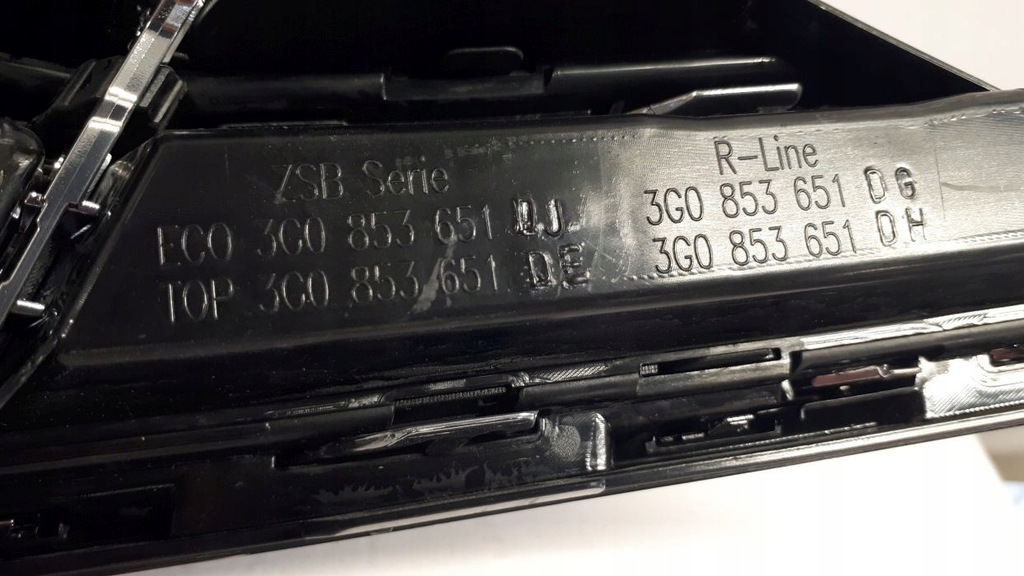 ZSB Serie
ECO 3G0 853 651 DJ
TOP 3G0 853 651 DE
R-Line
3G0 853 651 DG
3G0 853 651 DH